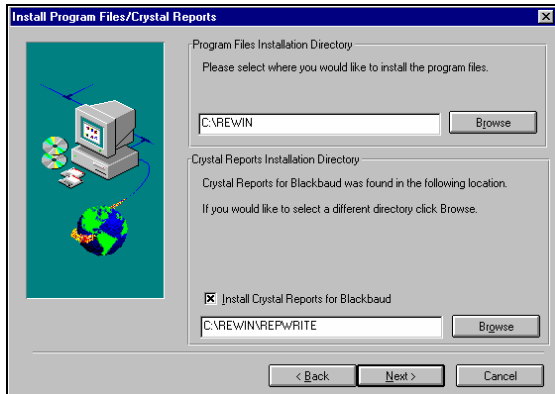 Install Program Files/Crystal Reports
Program Files Installation Directory
Please select where you would like to install the program files.
C:\REWIN
Browse
Crystal Reports Installation Directory
Crystal Reports for Blackbaud was found in the following location.
If you would like to select a different directory click Browse.
Install Crystal Reports for Blackbaud
C:\REWIN\REPWRITE
Browse
< Back Next > Cancel